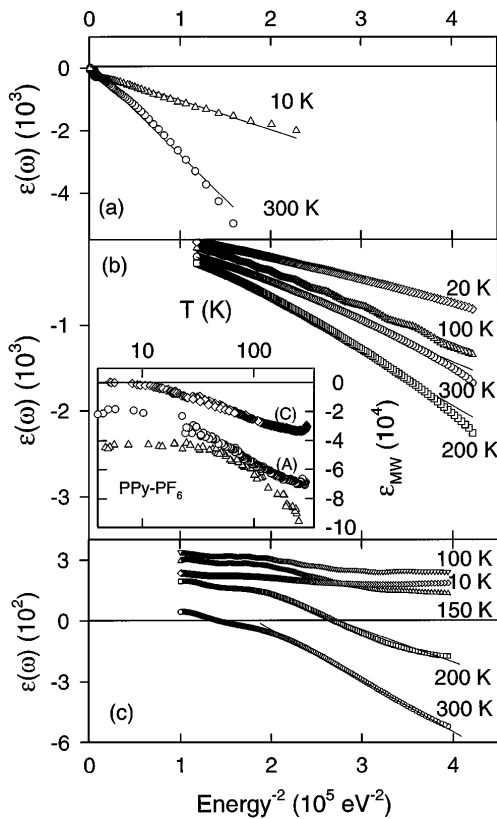 0 1 2 3 4
ε(ω) (10³)
0
-2
-4
10 K
300 K
(a)
(b)
ε(ω) (10³)
-1
-2
-3
20 K
100 K
300 K
200 K
T (K)
10 100
0
-2
-4
-6
-8
-10
ε_MW (10⁴)
(C)
(A)
PPy-PF₆
ε(ω) (10²)
3
0
-3
-6
100 K
10 K
150 K
200 K
300 K
(c)
0 1 2 3 4
Energy⁻² (10⁵ eV⁻²)